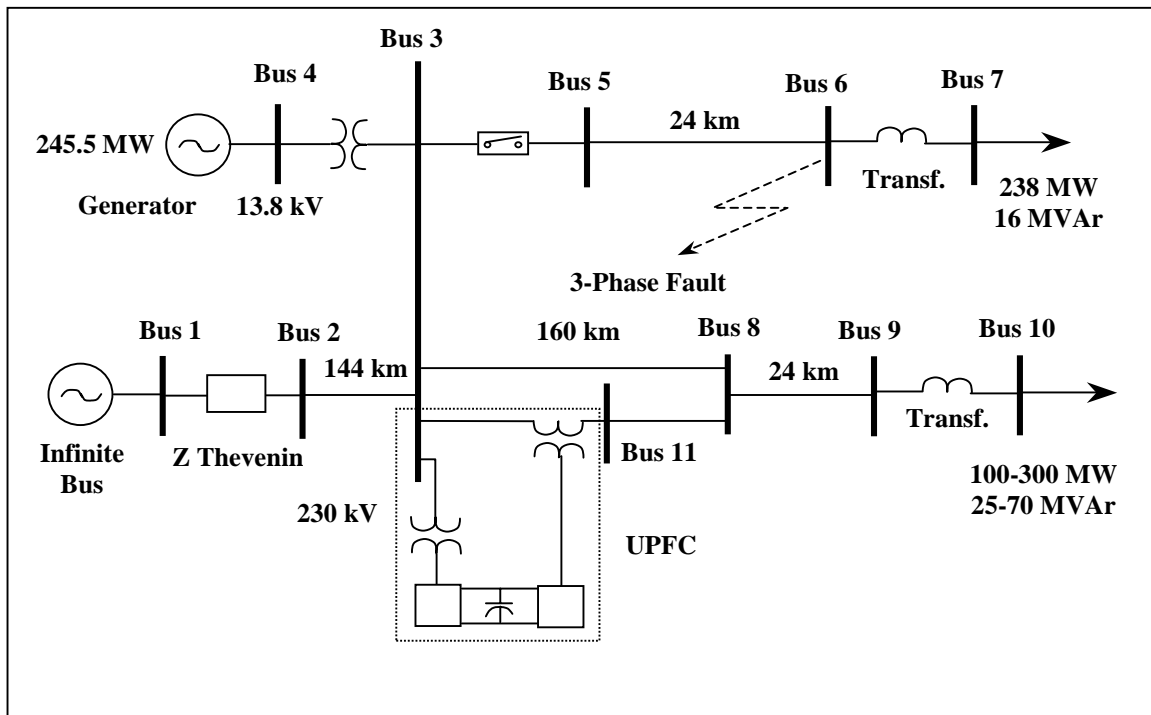 Bus 3
Bus 4
Bus 5
Bus 6
Bus 7
24 km
245.5 MW
Transf.
Generator
13.8 kV
238 MW
16 MVAr
3-Phase Fault
160 km
Bus 1
Bus 2
Bus 8
Bus 9
Bus 10
144 km
24 km
Transf.
Infinite
Bus
Z Thevenin
Bus 11
100-300 MW
25-70 MVAr
230 kV
UPFC